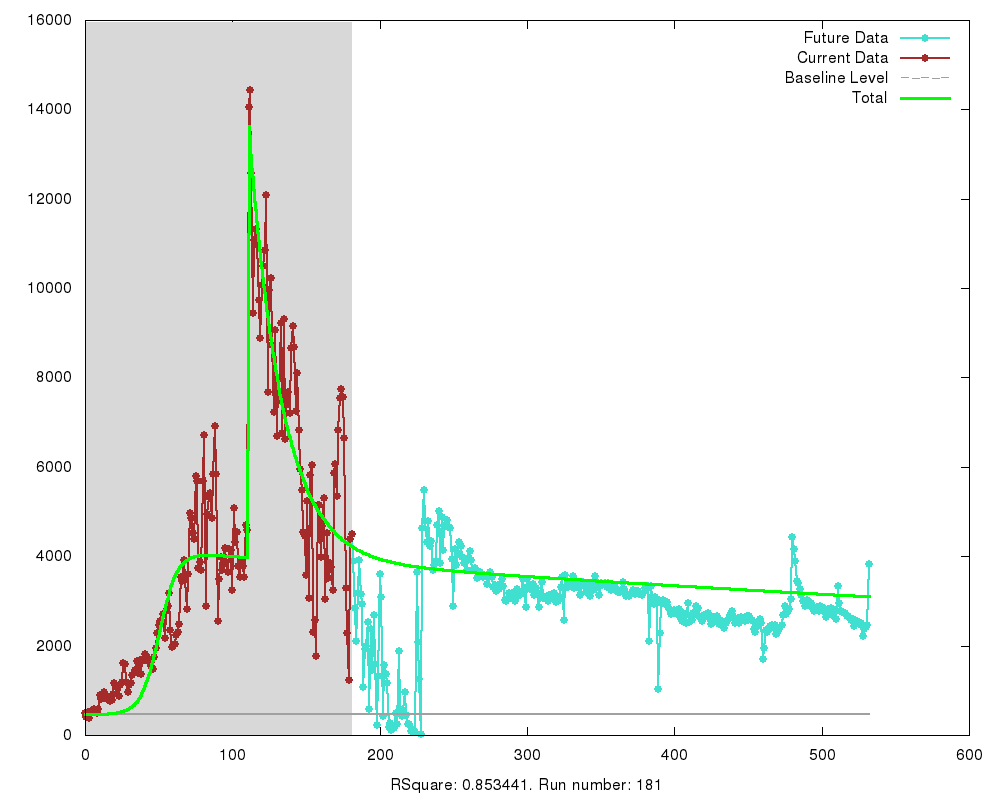 16000
14000
12000
10000
8000
6000
4000
2000
0
Future Data
Current Data
Baseline Level
Total
0 100 200 300 400 500 600
RSquare: 0.853441. Run number: 181